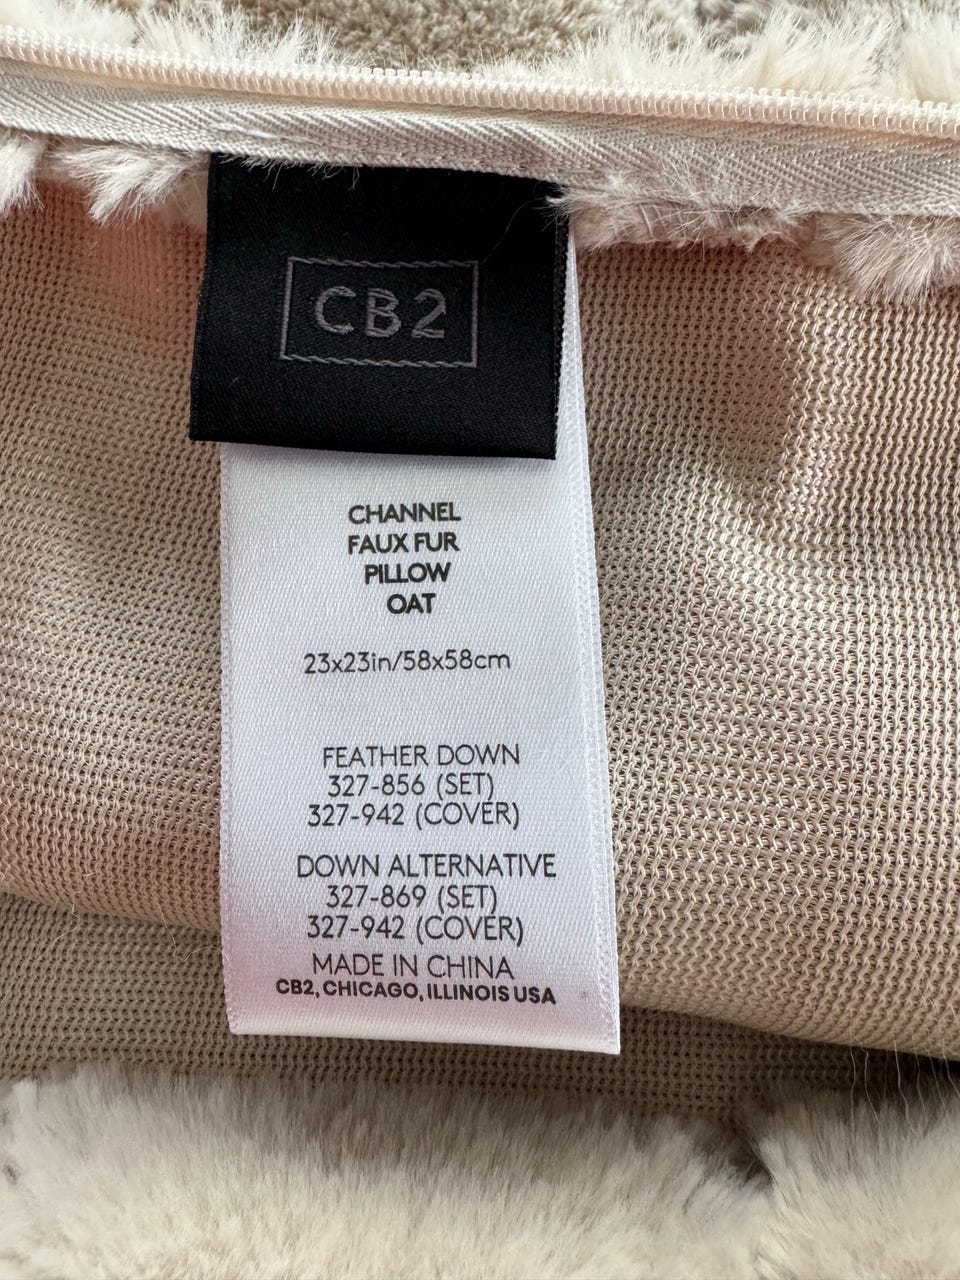 CB2
CHANNEL
FAUX FUR
PILLOW
OAT
23x23in/58x58cm
FEATHER DOWN
327-856 (SET)
327-942 (COVER)
DOWN ALTERNATIVE
327-869 (SET)
327-942 (COVER)
MADE IN CHINA
CB2, CHICAGO, ILLINOIS USA